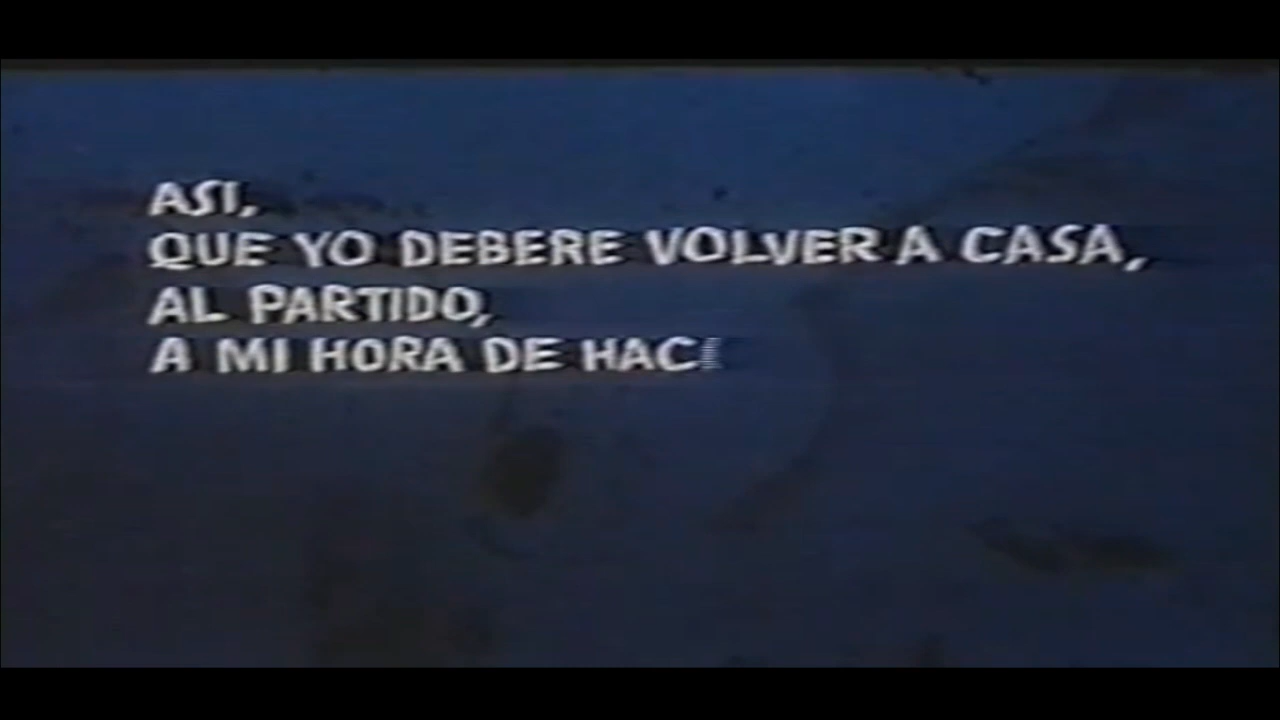 ASI,
QUE YO DEBERE VOLVER A CASA,
AL PARTIDO,
A MI HORA DE HAC